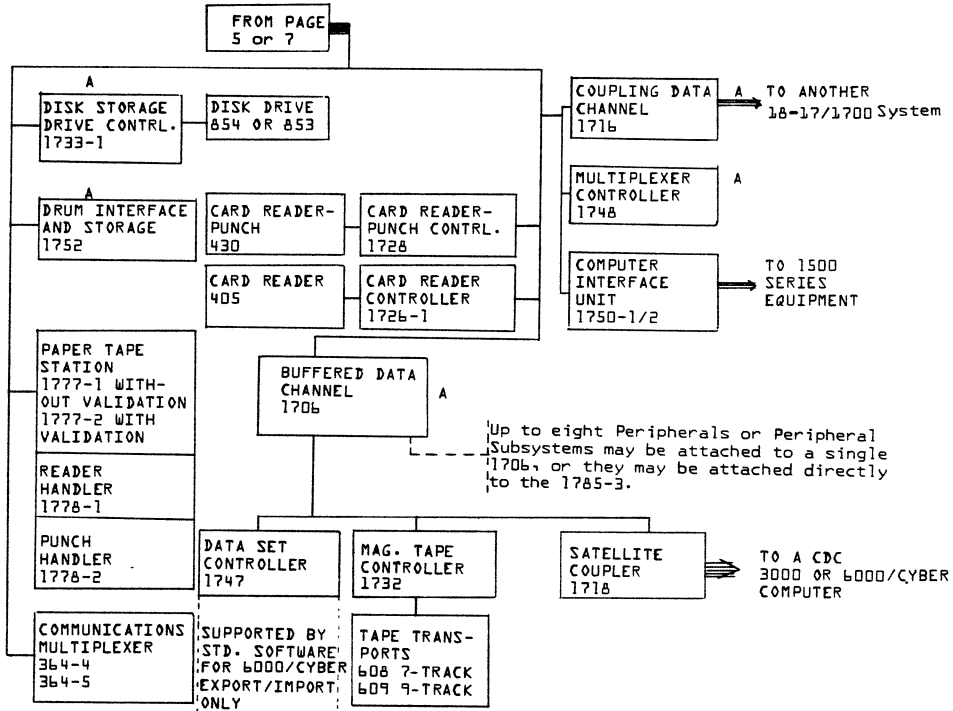 FROM PAGE
5 or 7
A
DISK STORAGE
DRIVE CONTRL.
1733-1
DISK DRIVE
854 OR 853
COUPLING DATA
CHANNEL
1716
A
TO ANOTHER
18-17/1700 System
A
DRUM INTERFACE
AND STORAGE
1752
CARD READER-
PUNCH
430
CARD READER-
PUNCH CONTRL.
1728
MULTIPLEXER
CONTROLLER
1748
A
CARD READER
405
CARD READER
CONTROLLER
1726-1
COMPUTER
INTERFACE
UNIT
1750-1/2
TO 1500
SERIES
EQUIPMENT
PAPER TAPE
STATION
1777-1 WITH-
OUT VALIDATION
1777-2 WITH
VALIDATION
BUFFERED DATA
CHANNEL
1706
A
Up to eight Peripherals or Peripheral
Subsystems may be attached to a single
1706, or they may be attached directly
to the 1785-3.
READER
HANDLER
1778-1
PUNCH
HANDLER
1778-2
DATA SET
CONTROLLER
1747
MAG. TAPE
CONTROLLER
1732
SATELLITE
COUPLER
1718
TO A CDC
3000 OR 6000/CYBER
COMPUTER
COMMUNICATIONS
MULTIPLEXER
364-4
364-5
SUPPORTED BY
STD. SOFTWARE
FOR 6000/CYBER
EXPORT/IMPORT
ONLY
TAPE TRANS-
PORTS
608 7-TRACK
609 9-TRACK